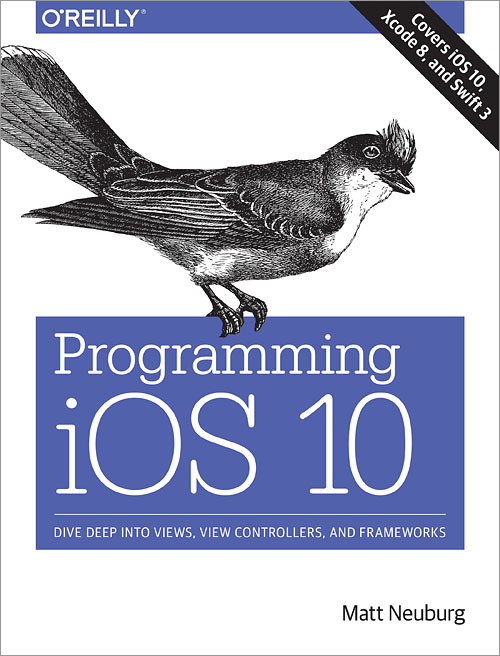 O'REILLY®
Covers iOS 10,
Xcode 8, and Swift 3
Programming
iOS 10
DIVE DEEP INTO VIEWS, VIEW CONTROLLERS, AND FRAMEWORKS
Matt Neuburg